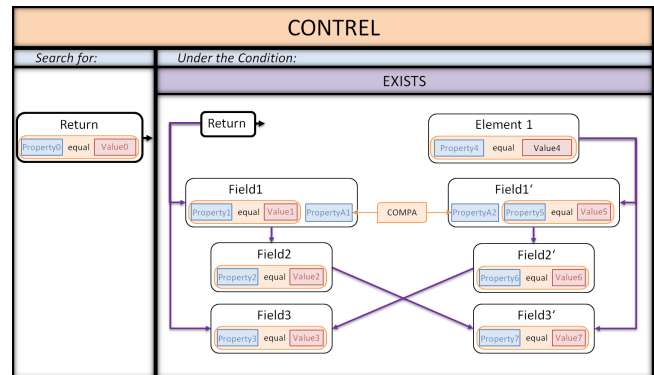 CONTREL
Search for:
Under the Condition:
EXISTS
Return
Property0 equal Value0
Return
Element 1
Property4 equal Value4
Field1
Property1 equal Value1 PropertyA1
COMPA
Field1‘
PropertyA2 Property5 equal Value5
Field2
Property2 equal Value2
Field2‘
Property6 equal Value6
Field3
Property3 equal Value3
Field3‘
Property7 equal Value7